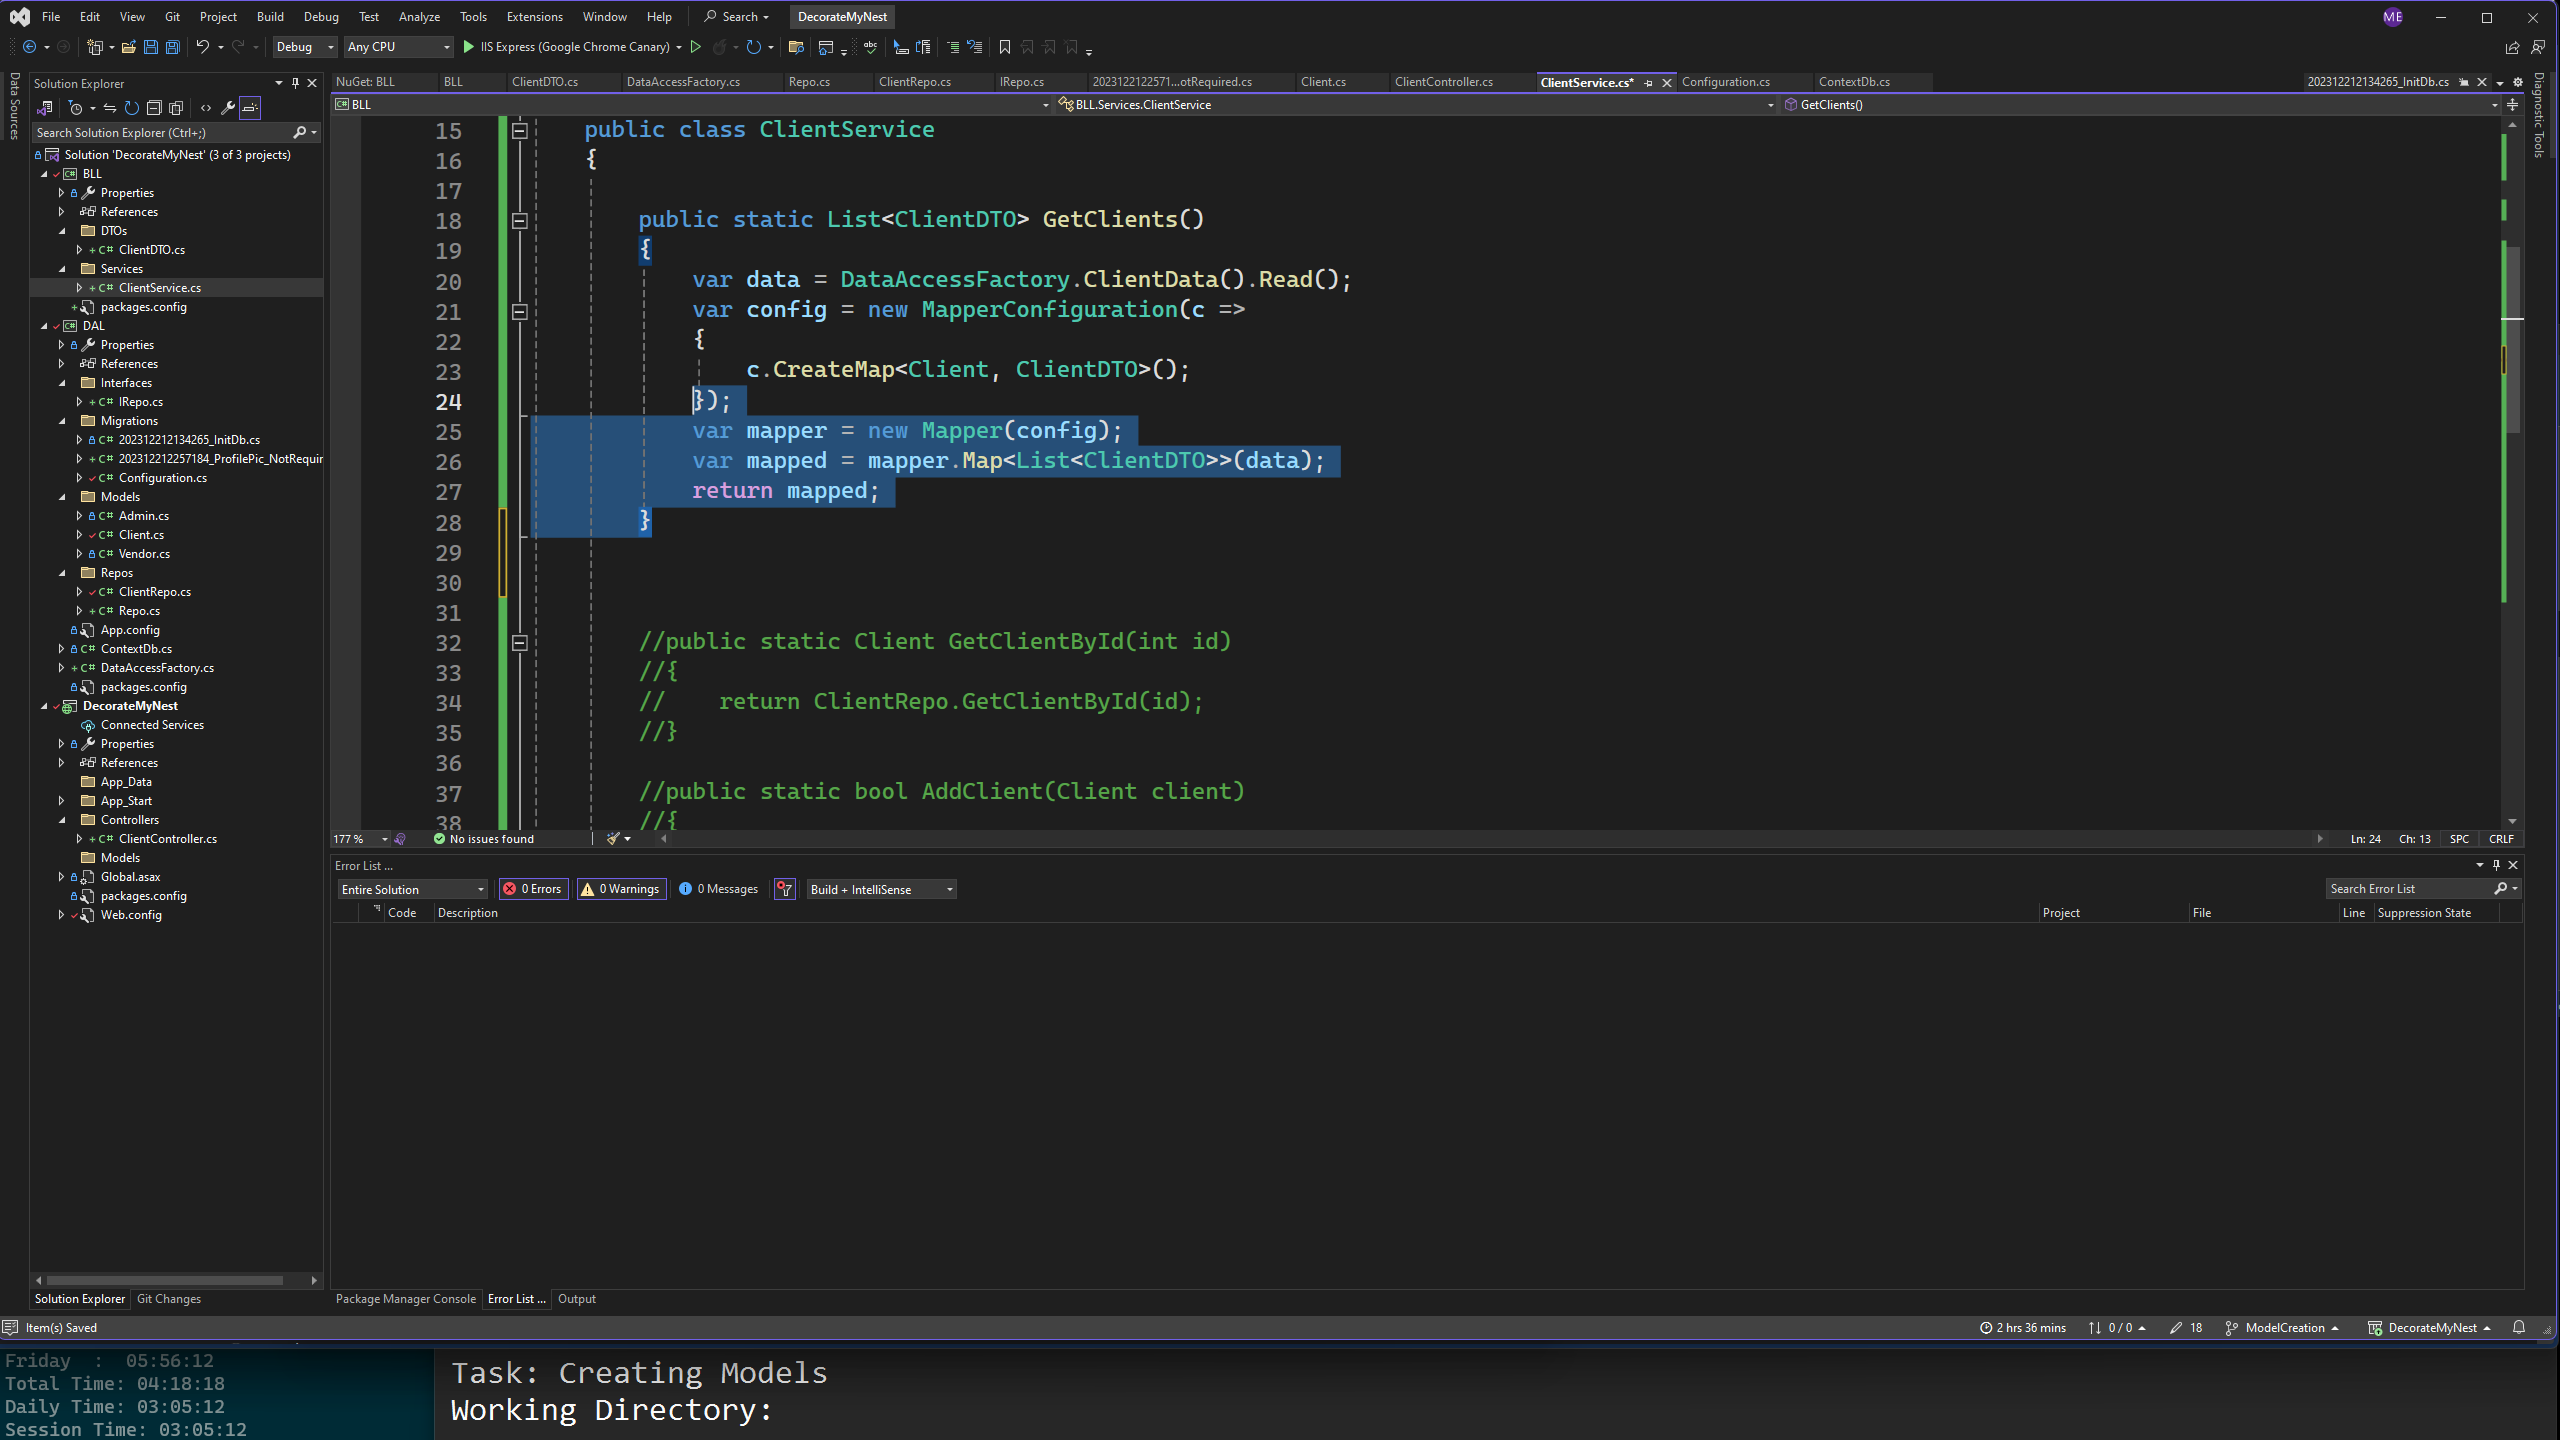 File Edit View Git Project Build Debug Test Analyze Tools Extensions Window Help Search DecorateMyNest ME
Debug Any CPU IIS Express (Google Chrome Canary)
Data Sources
Solution Explorer
Search Solution Explorer (Ctrl+;)
Solution 'DecorateMyNest' (3 of 3 projects)
BLL
Properties
References
DTOs
C# ClientDTO.cs
Services
C# ClientService.cs
packages.config
DAL
Properties
References
Interfaces
C# IRepo.cs
Migrations
C# 202312212134265_InitDb.cs
C# 202312212257184_ProfilePic_NotRequir
C# Configuration.cs
Models
C# Admin.cs
C# Client.cs
C# Vendor.cs
Repos
C# ClientRepo.cs
C# Repo.cs
App.config
C# ContextDb.cs
C# DataAccessFactory.cs
packages.config
DecorateMyNest
Connected Services
Properties
References
App_Data
App_Start
Controllers
C# ClientController.cs
Models
Global.asax
packages.config
Web.config
Solution Explorer Git Changes
NuGet: BLL BLL ClientDTO.cs DataAccessFactory.cs Repo.cs ClientRepo.cs IRepo.cs 2023122122571...otRequired.cs Client.cs ClientController.cs ClientService.cs* Configuration.cs ContextDb.cs 202312212134265_InitDb.cs
BLL BLL.Services.ClientService GetClients()
15 public class ClientService
16 {
17
18 public static List<ClientDTO> GetClients()
19 {
20 var data = DataAccessFactory.ClientData().Read();
21 var config = new MapperConfiguration(c =>
22 {
23 c.CreateMap<Client, ClientDTO>();
24 });
25 var mapper = new Mapper(config);
26 var mapped = mapper.Map<List<ClientDTO>>(data);
27 return mapped;
28 }
29
30
31
32 //public static Client GetClientById(int id)
33 //{
34 //    return ClientRepo.GetClientById(id);
35 //}
36
37 //public static bool AddClient(Client client)
38 //{
177 % No issues found Ln: 24 Ch: 13 SPC CRLF
Diagnostic Tools
Error List ...
Entire Solution 0 Errors 0 Warnings 0 Messages Build + IntelliSense Search Error List
Code Description Project File Line Suppression State
Package Manager Console Error List ... Output
Item(s) Saved 2 hrs 36 mins 0 / 0 18 ModelCreation DecorateMyNest
Friday : 05:56:12
Total Time: 04:18:18
Daily Time: 03:05:12
Session Time: 03:05:12
Task: Creating Models
Working Directory: